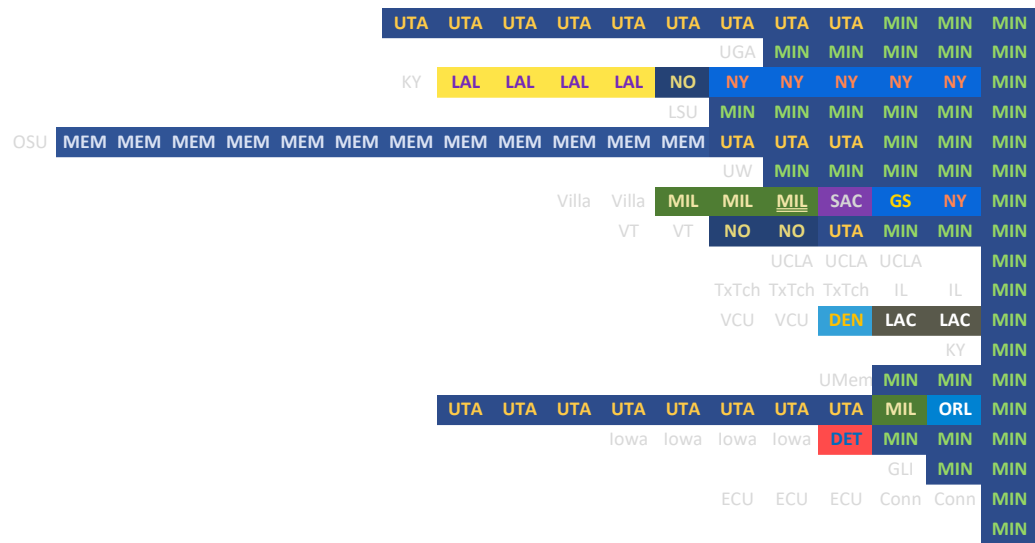 UTA UTA UTA UTA UTA UTA UTA UTA UTA MIN MIN MIN
UGA MIN MIN MIN MIN MIN
KY LAL LAL LAL LAL NO NY NY NY NY NY MIN
LSU MIN MIN MIN MIN MIN MIN
OSU MEM MEM MEM MEM MEM MEM MEM MEM MEM MEM MEM MEM UTA UTA UTA MIN MIN MIN
UW MIN MIN MIN MIN MIN
Villa Villa MIL MIL MIL SAC GS NY MIN
VT VT NO NO UTA MIN MIN MIN
UCLA UCLA UCLA MIN
TxTch TxTch TxTch IL IL MIN
VCU VCU DEN LAC LAC MIN
KY MIN
UMem MIN MIN MIN
UTA UTA UTA UTA UTA UTA UTA UTA MIL ORL MIN
Iowa Iowa Iowa Iowa DET MIN MIN MIN
GLI MIN MIN
ECU ECU ECU Conn Conn MIN
MIN